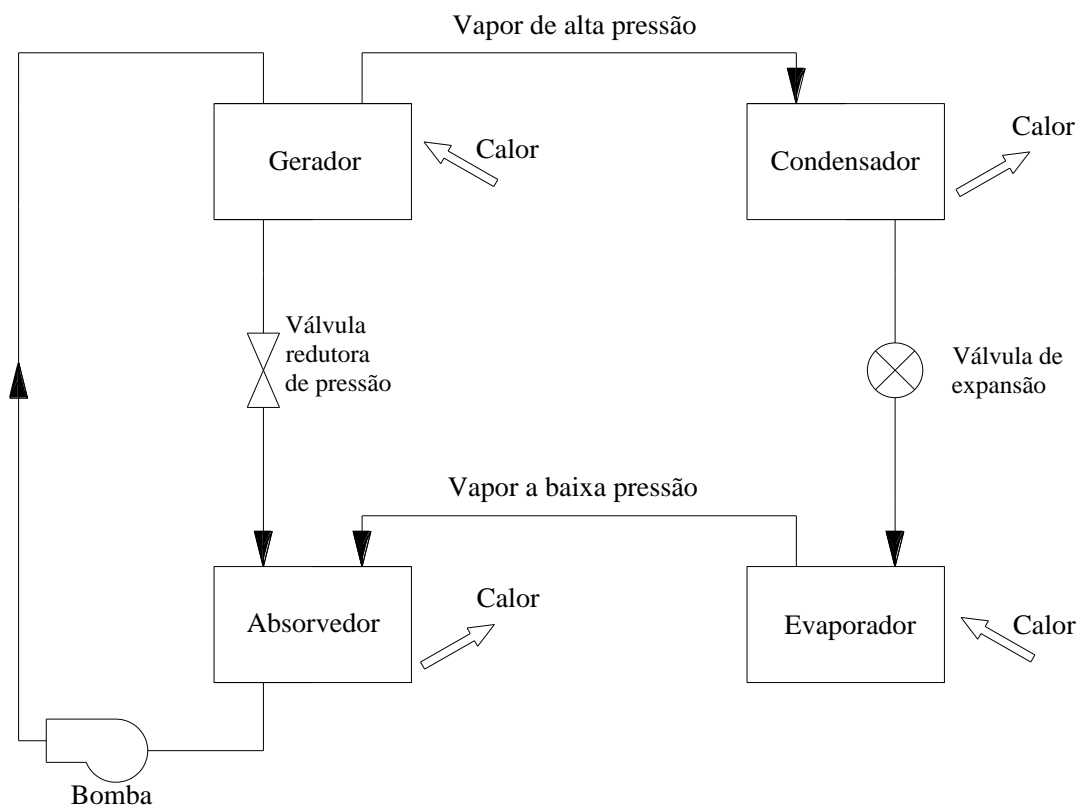 Vapor de alta pressão
Gerador
Calor
Condensador
Calor
Válvula
redutora
de pressão
Válvula de
expansão
Vapor a baixa pressão
Absorvedor
Calor
Evaporador
Calor
Bomba